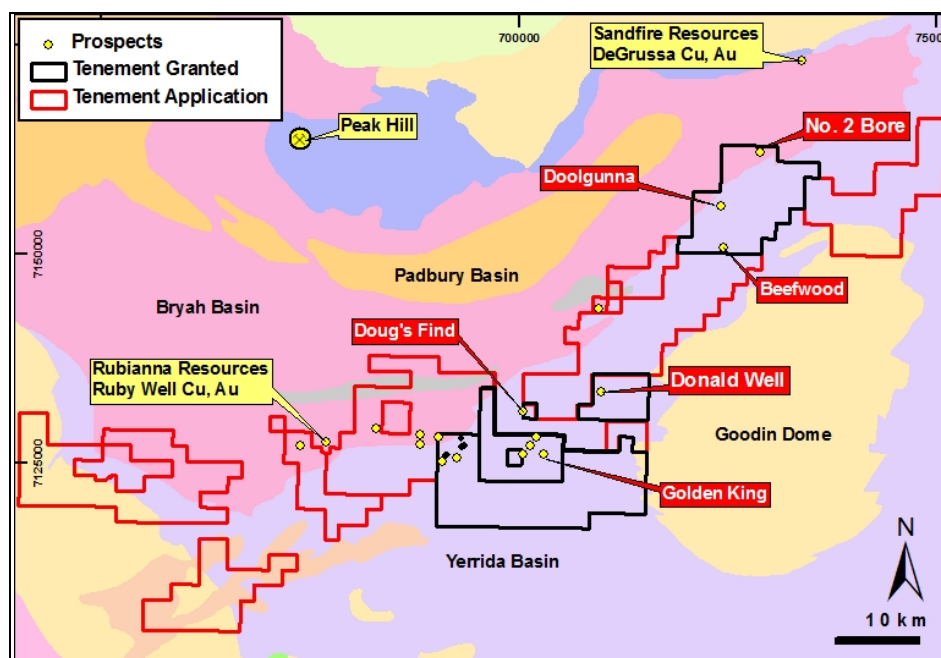 Prospects
Tenement Granted
Tenement Application
700000
7500
Sandfire Resources
DeGrussa Cu, Au
Peak Hill
No. 2 Bore
Doolgunna
7150000
Padbury Basin
Beefwood
Bryah Basin
Doug's Find
Rubianna Resources
Ruby Well Cu, Au
Donald Well
Goodin Dome
7125000
Golden King
Yerrida Basin
N
10 km